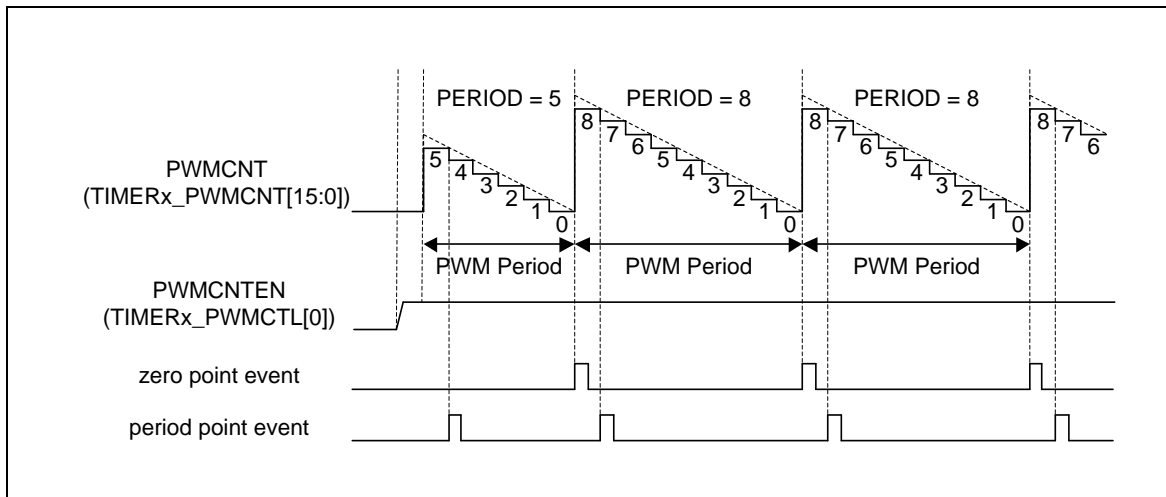 PERIOD = 5 PERIOD = 8 PERIOD = 8
8 8 8
7 7 7
5 6 6 6
4 5 5
3 4 4
2 3 3
1 2 2
0 1 1
0 0
PWMCNT
(TIMERx_PWMCNT[15:0])
PWM Period PWM Period PWM Period
PWMCNTEN
(TIMERx_PWMCTL[0])
zero point event
period point event